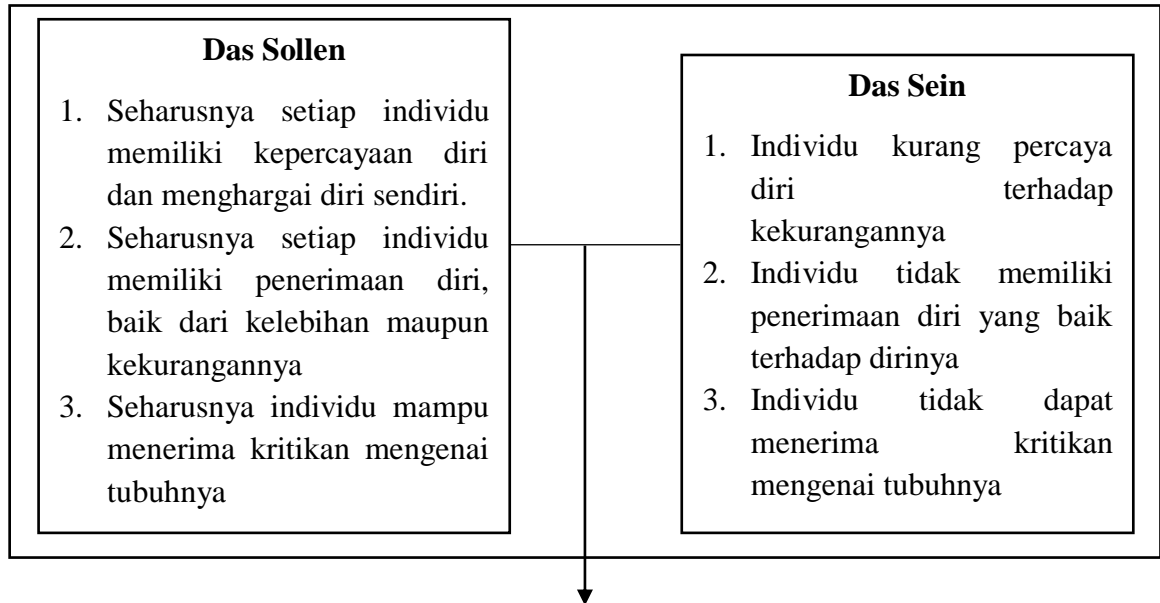 Das Sollen
1. Seharusnya setiap individu
memiliki kepercayaan diri
dan menghargai diri sendiri.
2. Seharusnya setiap individu
memiliki penerimaan diri,
baik dari kelebihan maupun
kekurangannya
3. Seharusnya individu mampu
menerima kritikan mengenai
tubuhnya
Das Sein
1. Individu kurang percaya
diri terhadap
kekurangannya
2. Individu tidak memiliki
penerimaan diri yang baik
terhadap dirinya
3. Individu tidak dapat
menerima kritikan
mengenai tubuhnya